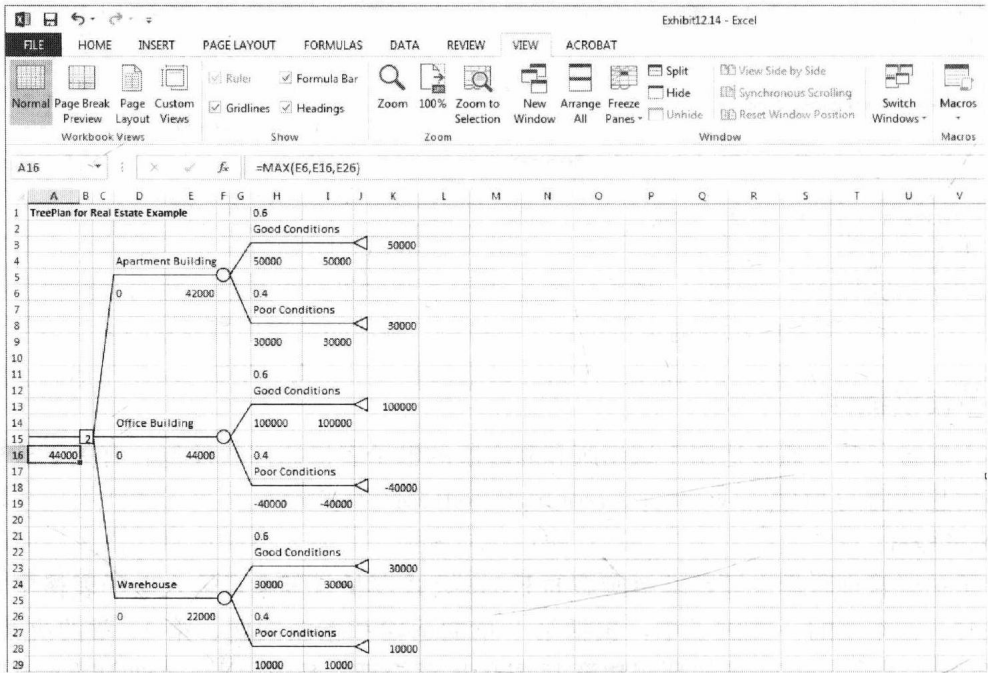 Exhibit12.14 - Excel
FILE HOME INSERT PAGE LAYOUT FORMULAS DATA REVIEW VIEW ACROBAT
Normal Page Break Preview Page Layout Custom Views
Workbook Views
Ruler Formula Bar
Gridlines Headings
Show
Zoom 100% Zoom to Selection
Zoom
New Window Arrange All Freeze Panes
Split
Hide
Unhide
View Side by Side
Synchronous Scrolling
Reset Window Position
Window
Switch Windows
Macros
Macros
A16 fx =MAX(E6,E16,E26)
A B C D E F G H I J K L M N O P Q R S T U V
1 TreePlan for Real Estate Example 0.6
2 Good Conditions
3 50000
4 Apartment Building 50000 50000
5
6 0 42000 0.4
7 Poor Conditions
8 30000
9 30000 30000
10
11 0.6
12 Good Conditions
13 100000
14 Office Building 100000 100000
15 2
16 44000 0 44000 0.4
17 Poor Conditions
18 -40000
19 -40000 -40000
20
21 0.6
22 Good Conditions
23 30000
24 Warehouse 30000 30000
25
26 0 22000 0.4
27 Poor Conditions
28 10000
29 10000 10000